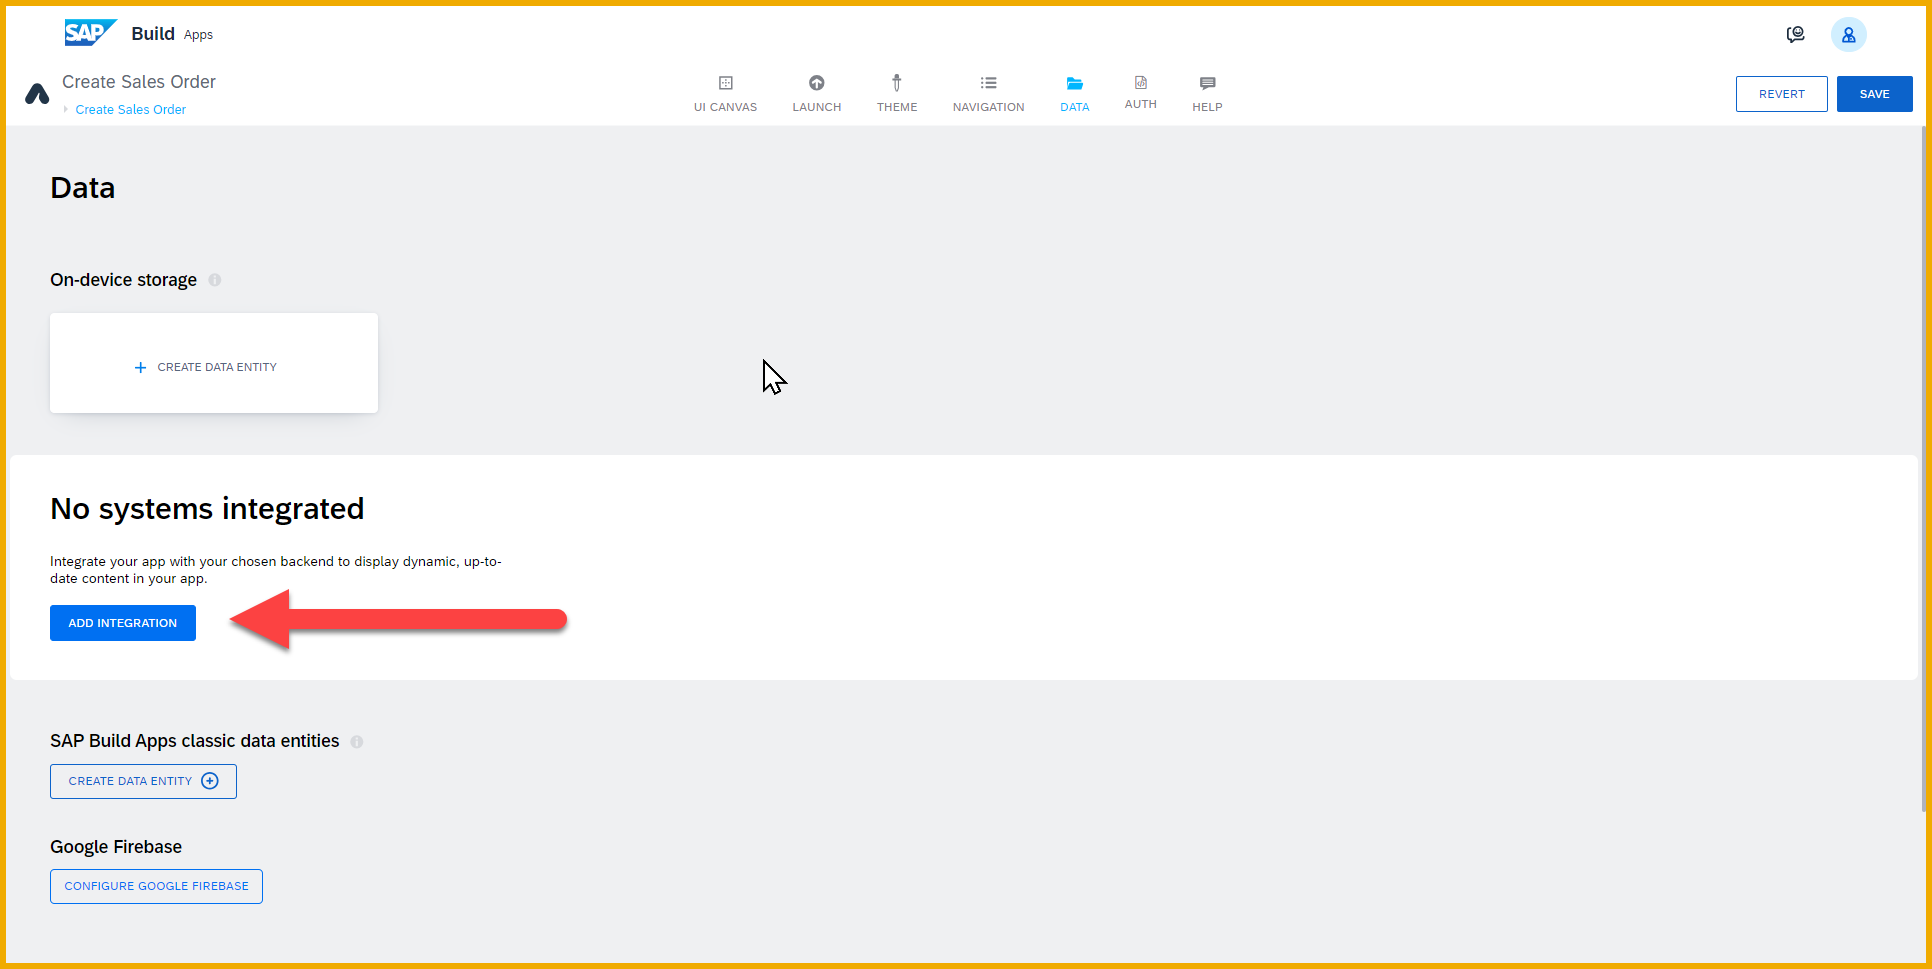 SAP Build Apps
Create Sales Order
Create Sales Order
UI CANVAS
LAUNCH
THEME
NAVIGATION
DATA
AUTH
HELP
REVERT
SAVE
Data
On-device storage
+ CREATE DATA ENTITY
No systems integrated
Integrate your app with your chosen backend to display dynamic, up-to-
date content in your app.
ADD INTEGRATION
SAP Build Apps classic data entities
CREATE DATA ENTITY
Google Firebase
CONFIGURE GOOGLE FIREBASE